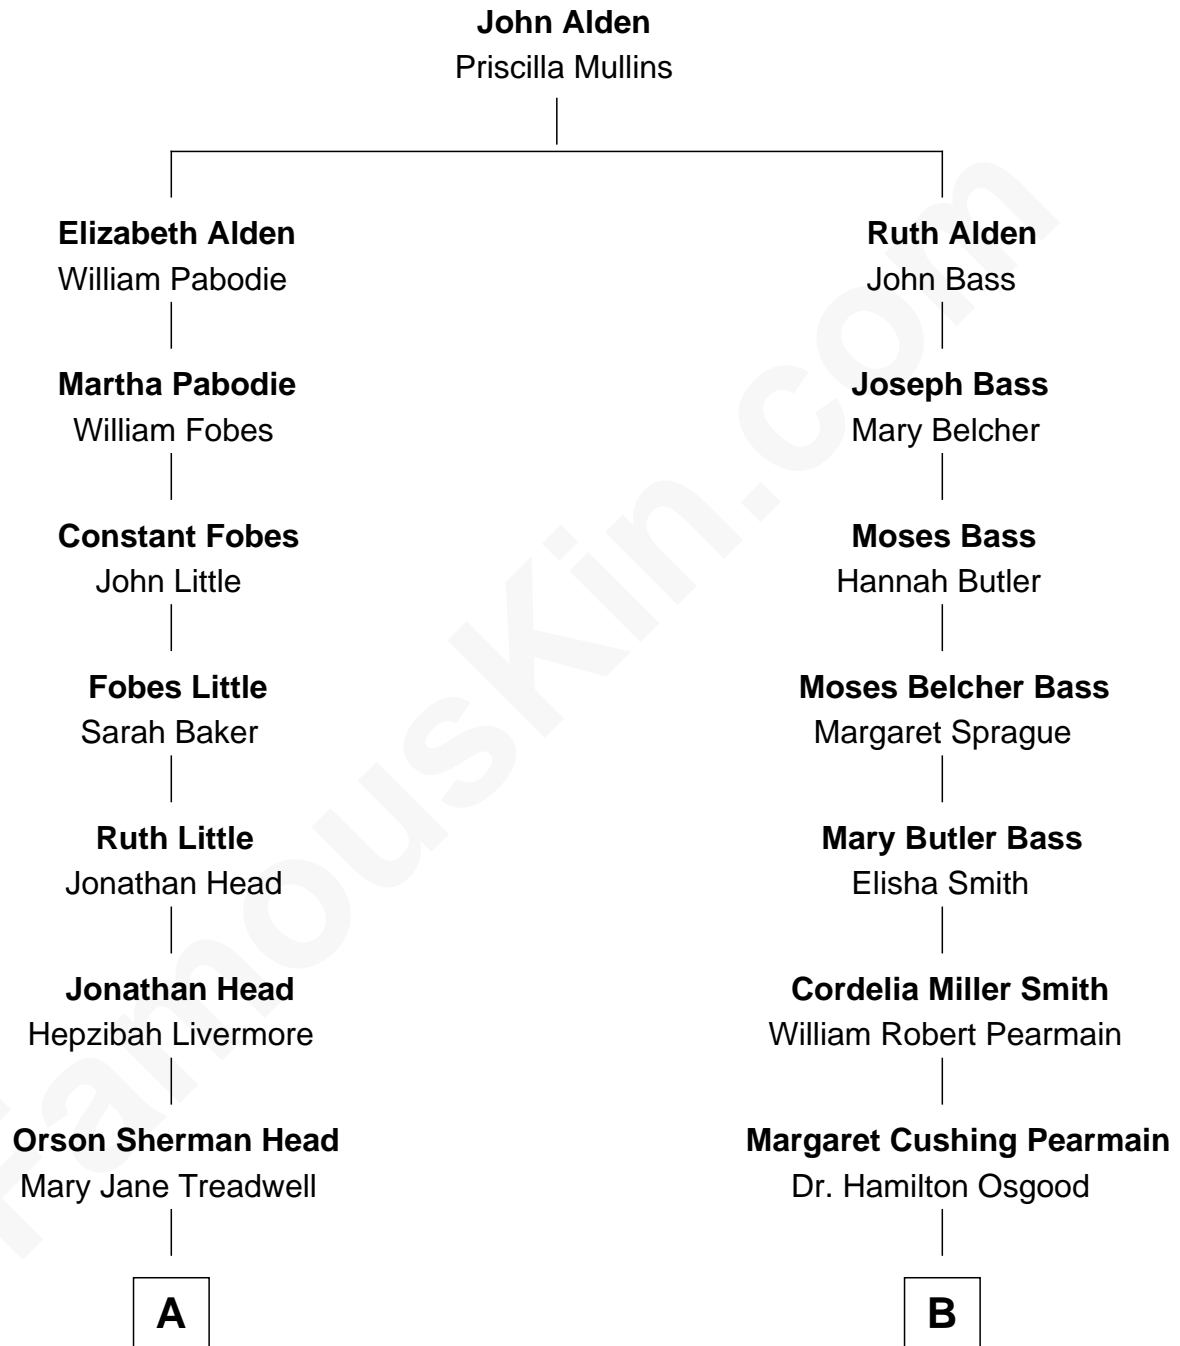 John Alden
Priscilla Mullins
Elizabeth Alden
William Pabodie
Ruth Alden
John Bass
Martha Pabodie
William Fobes
Joseph Bass
Mary Belcher
Constant Fobes
John Little
Moses Bass
Hannah Butler
Fobes Little
Sarah Baker
Moses Belcher Bass
Margaret Sprague
Ruth Little
Jonathan Head
Mary Butler Bass
Elisha Smith
Jonathan Head
Hepzibah Livermore
Cordelia Miller Smith
William Robert Pearmain
Orson Sherman Head
Mary Jane Treadwell
Margaret Cushing Pearmain
Dr. Hamilton Osgood
A
B
FamousKin.com